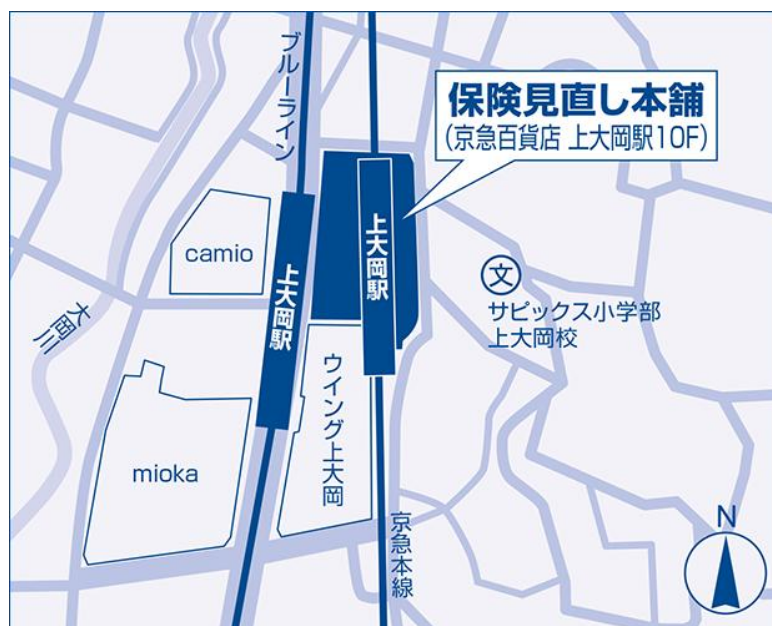 ブルーライン
保険見直し本舗
(京急百貨店 上大岡駅10F)
camio
上大岡駅
上大岡駅
文
サピックス小学部
上大岡校
大岡川
ウイング上大岡
mioka
京急本線
N